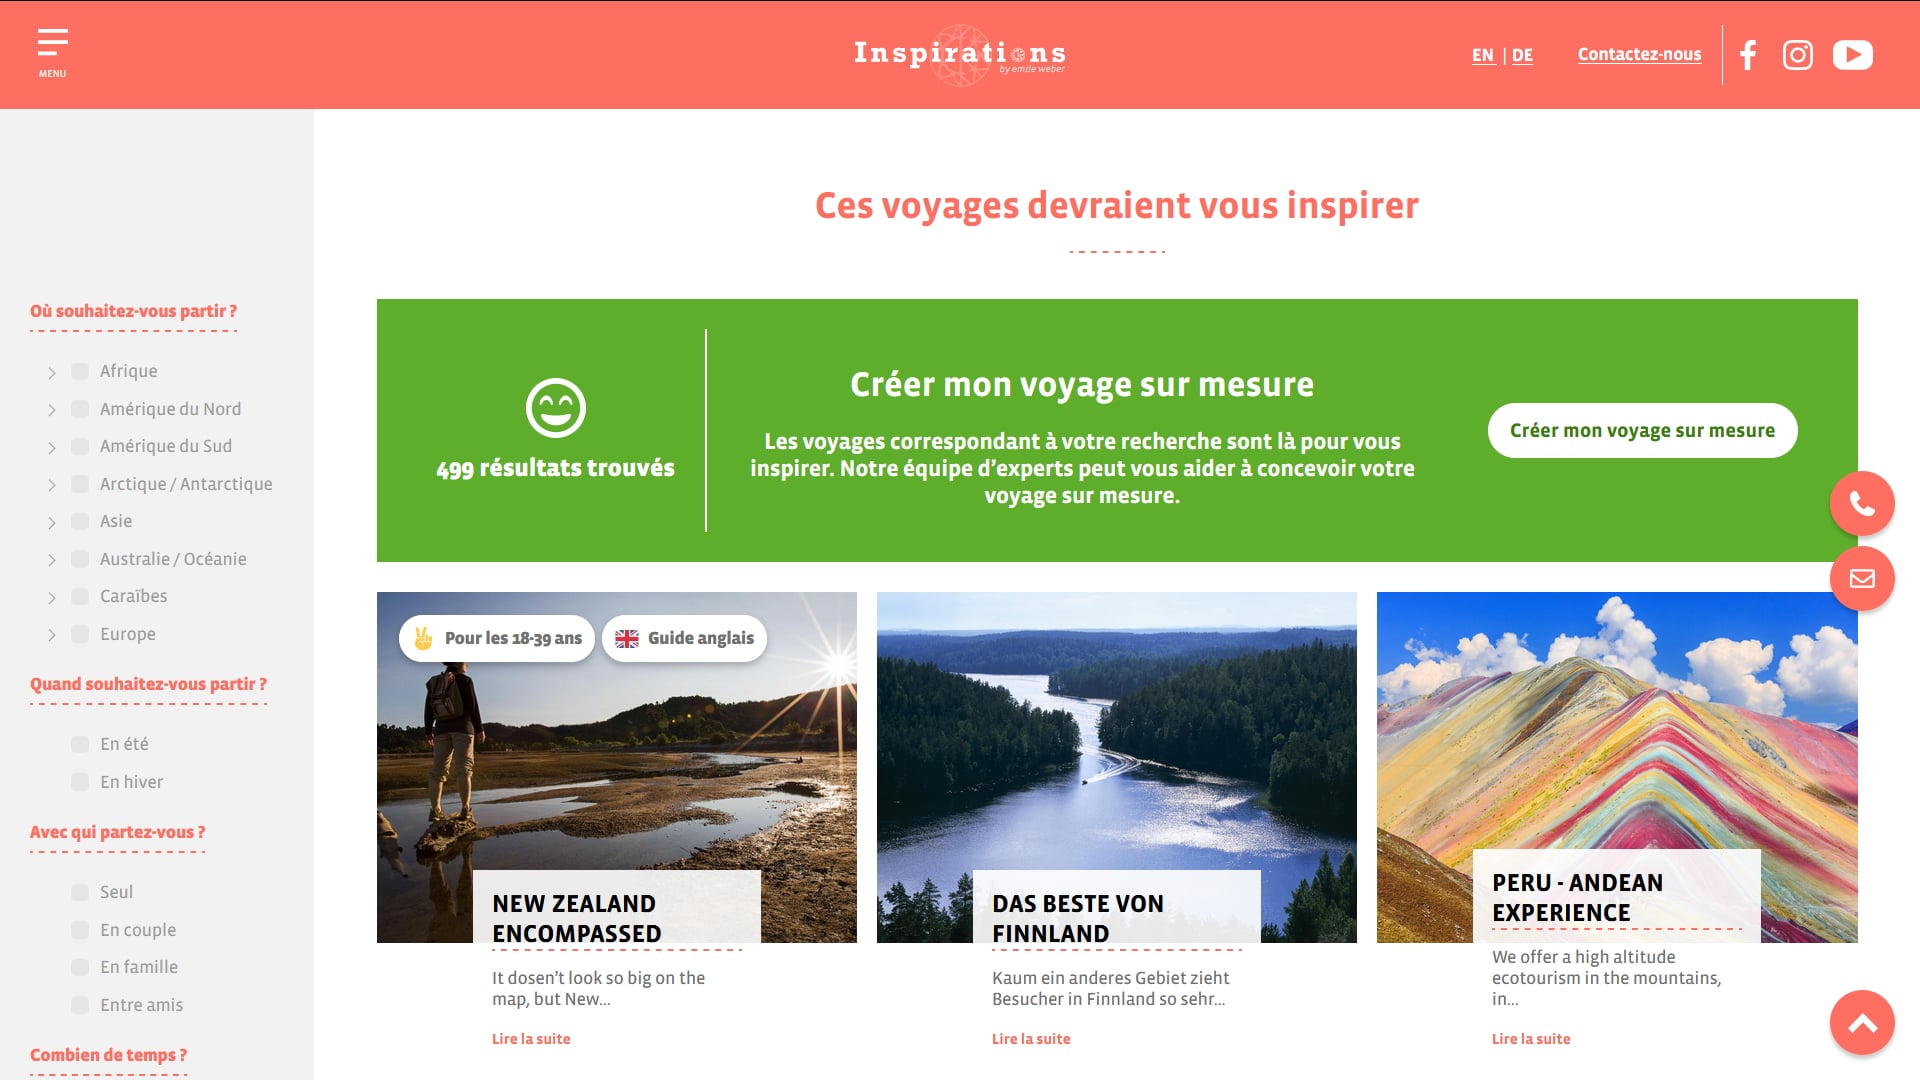 MENU
Inspirations
by emile weber
EN | DE
Contactez-nous
Ces voyages devraient vous inspirer
Où souhaitez-vous partir ?
Afrique
Amérique du Nord
Amérique du Sud
Arctique / Antarctique
Asie
Australie / Océanie
Caraïbes
Europe
Quand souhaitez-vous partir ?
En été
En hiver
Avec qui partez-vous ?
Seul
En couple
En famille
Entre amis
Combien de temps ?
499 résultats trouvés
Créer mon voyage sur mesure
Les voyages correspondant à votre recherche sont là pour vous
inspirer. Notre équipe d’experts peut vous aider à concevoir votre
voyage sur mesure.
Créer mon voyage sur mesure
Pour les 18-39 ans
Guide anglais
NEW ZEALAND
ENCOMPASSED
It dosen’t look so big on the
map, but New...
Lire la suite
DAS BESTE VON
FINNLAND
Kaum ein anderes Gebiet zieht
Besucher in Finnland so sehr...
Lire la suite
PERU - ANDEAN
EXPERIENCE
We offer a high altitude
ecotourism in the mountains,
in...
Lire la suite